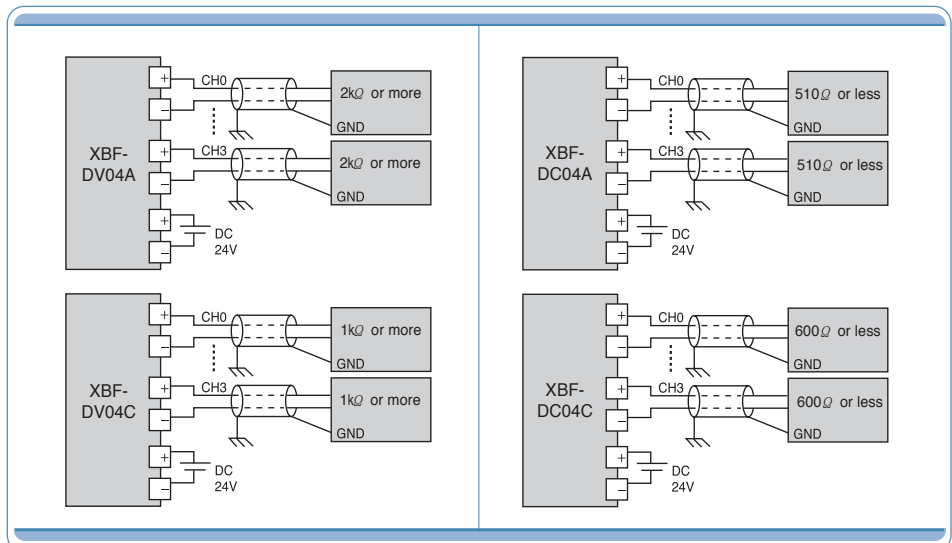 +
CH0
2kΩ or more
−
GND
+
CH3
2kΩ or more
XBF-
DV04A
−
GND
+
DC
24V
−
+
CH0
510Ω or less
−
GND
+
CH3
510Ω or less
XBF-
DC04A
−
GND
+
DC
24V
−
+
CH0
1kΩ or more
−
GND
+
CH3
1kΩ or more
XBF-
DV04C
−
GND
+
DC
24V
−
+
CH0
600Ω or less
−
GND
+
CH3
600Ω or less
XBF-
DC04C
−
GND
+
DC
24V
−